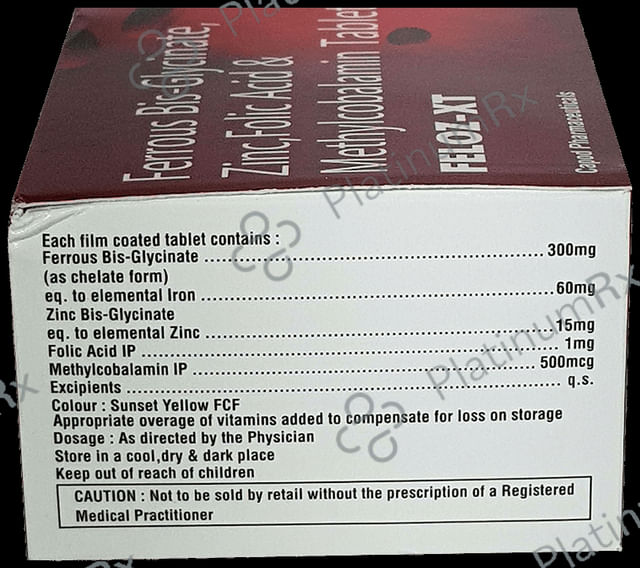 Ferrous Bis-Glycinate,
Zinc, Folic Acid &
Methylcobalamin Tablet
FELOZ-XT
Capot Pharmaceuticals
Each film coated tablet contains :
Ferrous Bis-Glycinate ........................................................ 300mg
(as chelate form)
eq. to elemental Iron ........................................................ 60mg
Zinc Bis-Glycinate
eq. to elemental Zinc ........................................................ 15mg
Folic Acid IP ........................................................ 1mg
Methylcobalamin IP ........................................................ 500mcg
Excipients ........................................................ q.s.
Colour : Sunset Yellow FCF
Appropriate overage of vitamins added to compensate for loss on storage
Dosage : As directed by the Physician
Store in a cool,dry & dark place
Keep out of reach of children
CAUTION : Not to be sold by retail without the prescription of a Registered
Medical Practitioner
PlatinumRx
PlatinumRx